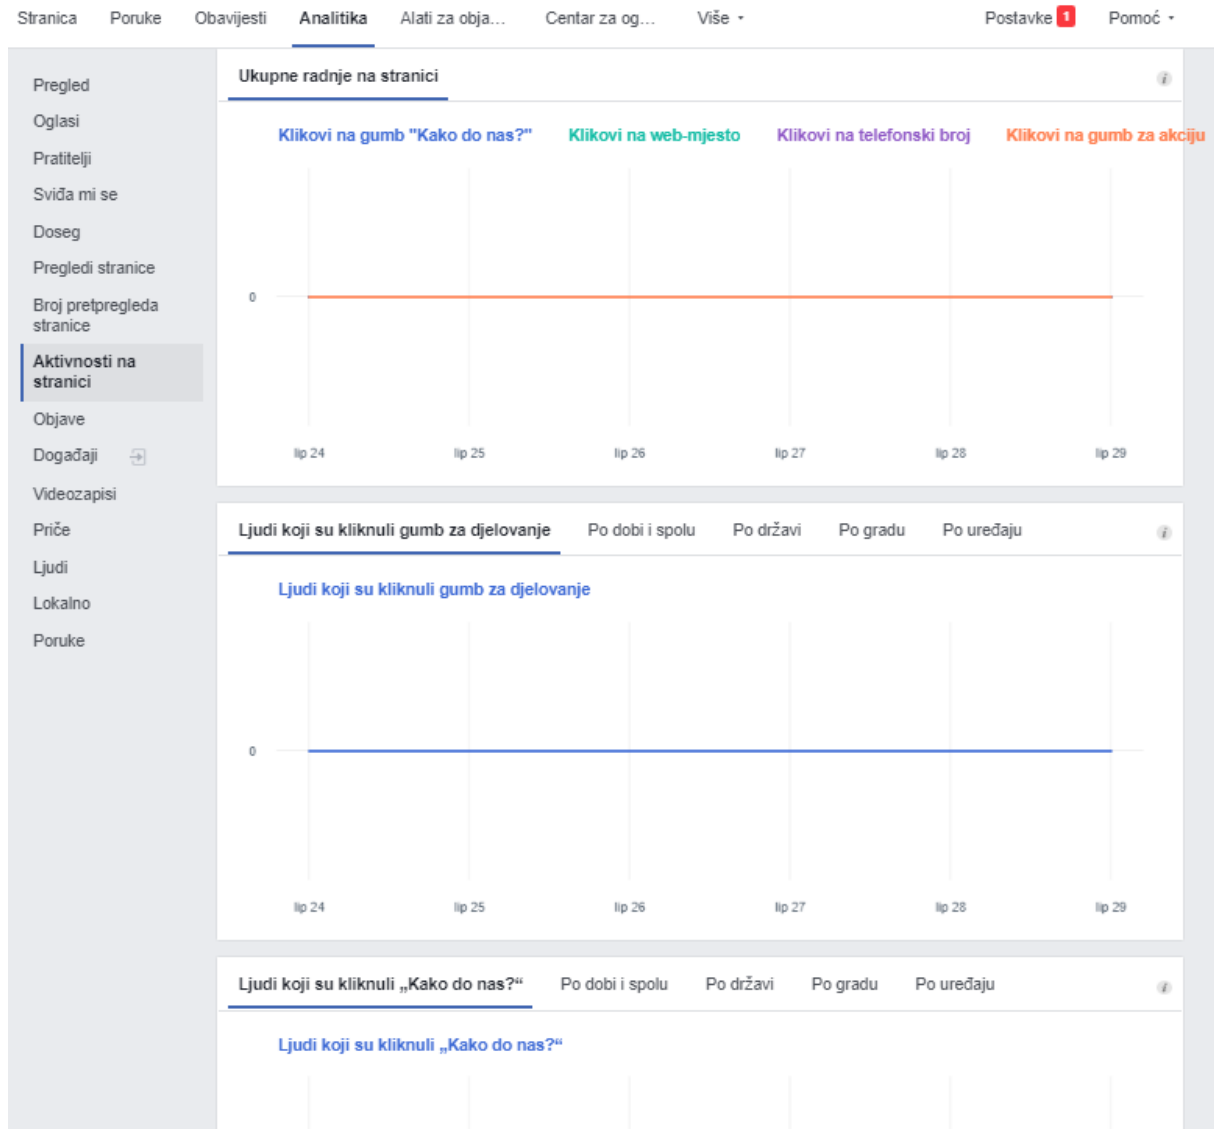 Stranica Poruke Obavijesti Analitika Alati za obja... Centar za og... Više Postavke 1 Pomoć
Pregled
Oglasi
Pratitelji
Sviđa mi se
Doseg
Pregledi stranice
Broj pretpregleda
stranice
Aktivnosti na
stranici
Objave
Događaji
Videozapisi
Priče
Ljudi
Lokalno
Poruke
Ukupne radnje na stranici
Klikovi na gumb "Kako do nas?" Klikovi na web-mjesto Klikovi na telefonski broj Klikovi na gumb za akciju
0
lip 24 lip 25 lip 26 lip 27 lip 28 lip 29
Ljudi koji su kliknuli gumb za djelovanje Po dobi i spolu Po državi Po gradu Po uređaju
Ljudi koji su kliknuli gumb za djelovanje
0
lip 24 lip 25 lip 26 lip 27 lip 28 lip 29
Ljudi koji su kliknuli „Kako do nas?“ Po dobi i spolu Po državi Po gradu Po uređaju
Ljudi koji su kliknuli „Kako do nas?“